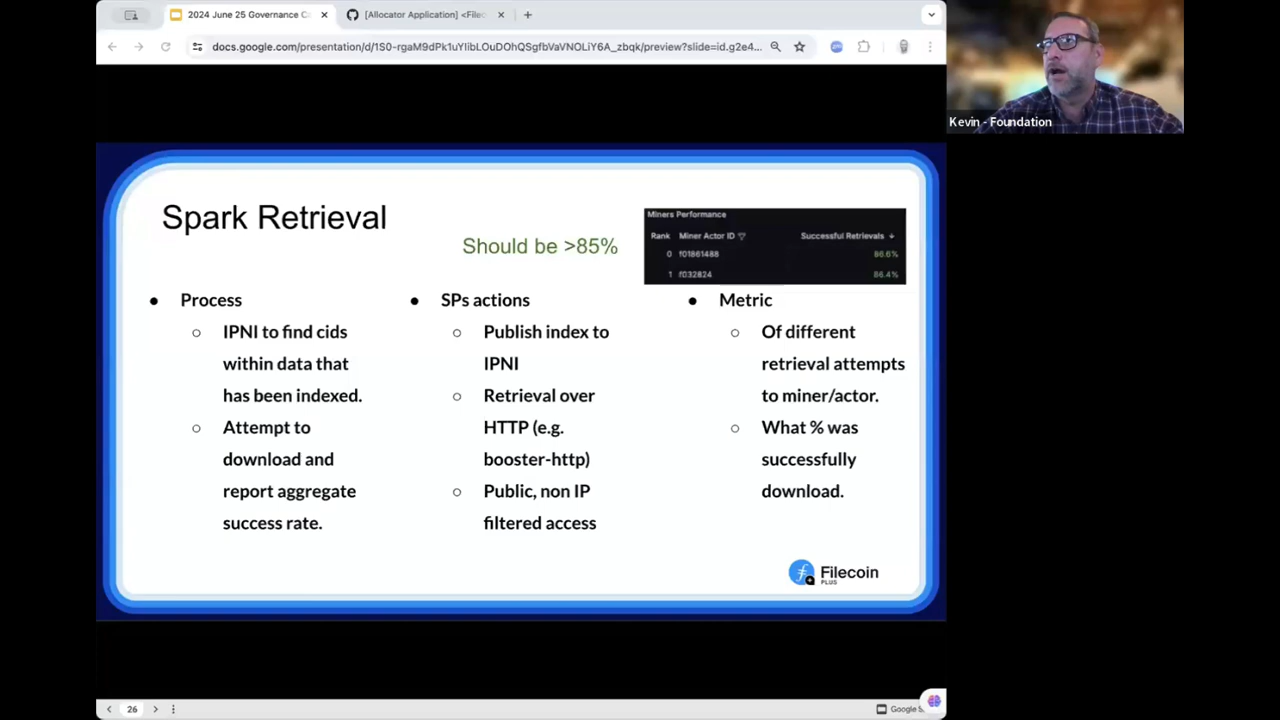 2024 June 25 Governance Ca
[Allocator Application] <Filec
docs.google.com/presentation/d/1S0-rgaM9dPk1uYlibLOuDOhQSgfbVaVNOLiY6A_zbqk/preview?slide=id.g2e4...
Kevin - Foundation
Spark Retrieval
Should be >85%
Miners Performance
Rank Miner Actor ID Successful Retrievals ↓
0 f01861488 86.6%
1 f032824 86.4%
● Process
○ IPNI to find cids
within data that
has been indexed.
○ Attempt to
download and
report aggregate
success rate.
● SPs actions
○ Publish index to
IPNI
○ Retrieval over
HTTP (e.g.
booster-http)
○ Public, non IP
filtered access
● Metric
○ Of different
retrieval attempts
to miner/actor.
○ What % was
successfully
download.
Filecoin
PLUS
26
Google S